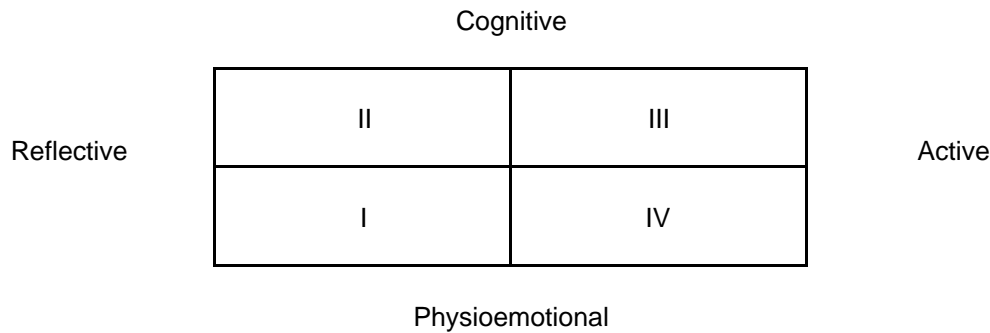 Cognitive
II III
Reflective Active
I IV
Physioemotional